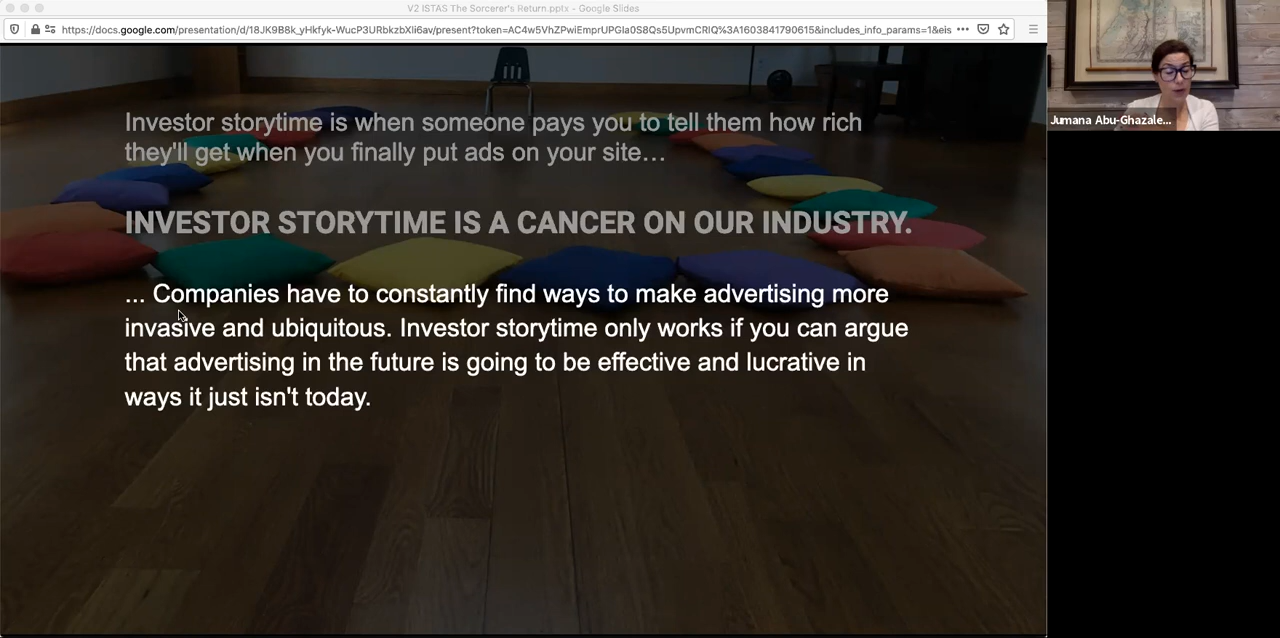 V2 ISTAS The Sorcerer's Return.pptx - Google Slides
https://docs.google.com/presentation/d/18JK9B8k_yHkfyk-WucP3URbkzbXli6av/present?token=AC4w5VhZPwiEmprUPGIa0S8Qs5UpvmCRIQ%3A1603841790615&includes_info_params=1&eis
Investor storytime is when someone pays you to tell them how rich
they'll get when you finally put ads on your site…
INVESTOR STORYTIME IS A CANCER ON OUR INDUSTRY.
... Companies have to constantly find ways to make advertising more
invasive and ubiquitous. Investor storytime only works if you can argue
that advertising in the future is going to be effective and lucrative in
ways it just isn't today.
Jumana Abu-Ghazale...